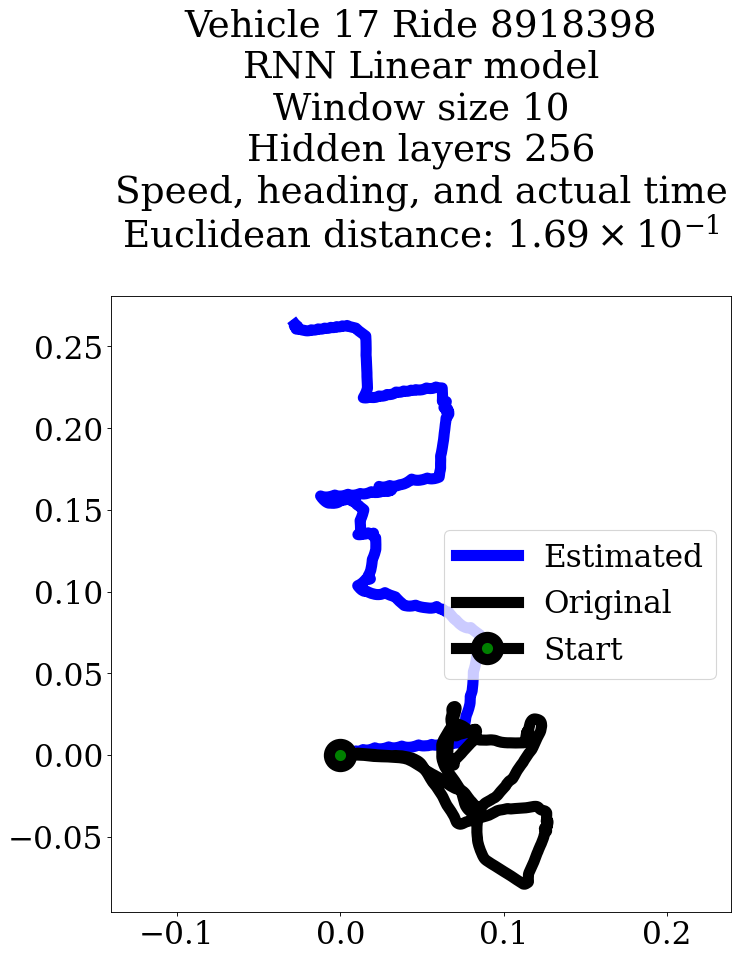 Vehicle 17 Ride 8918398
RNN Linear model
Window size 10
Hidden layers 256
Speed, heading, and actual time
Euclidean distance: 1.69 × 10⁻¹
0.25
0.20
0.15
0.10
0.05
0.00
−0.05
Estimated
Original
Start
−0.1 0.0 0.1 0.2